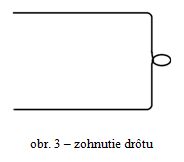 obr. 3 – zohnutie drôtu